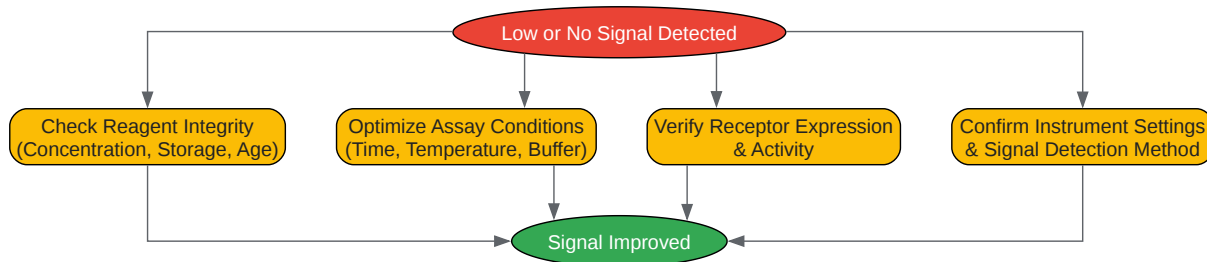 Low or No Signal Detected
Check Reagent Integrity
(Concentration, Storage, Age)
Optimize Assay Conditions
(Time, Temperature, Buffer)
Verify Receptor Expression
& Activity
Confirm Instrument Settings
& Signal Detection Method
Signal Improved